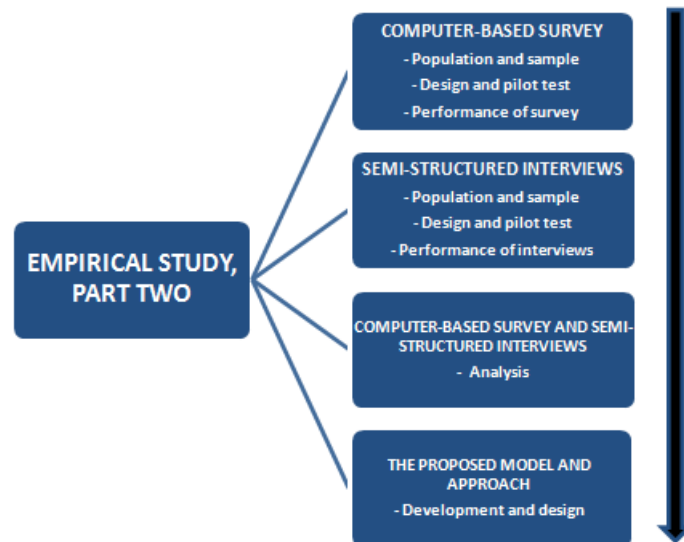 COMPUTER-BASED SURVEY
- Population and sample
- Design and pilot test
- Performance of survey
SEMI-STRUCTURED INTERVIEWS
- Population and sample
- Design and pilot test
- Performance of interviews
EMPIRICAL STUDY,
PART TWO
COMPUTER-BASED SURVEY AND SEMI-
STRUCTURED INTERVIEWS
- Analysis
THE PROPOSED MODEL AND
APPROACH
- Development and design